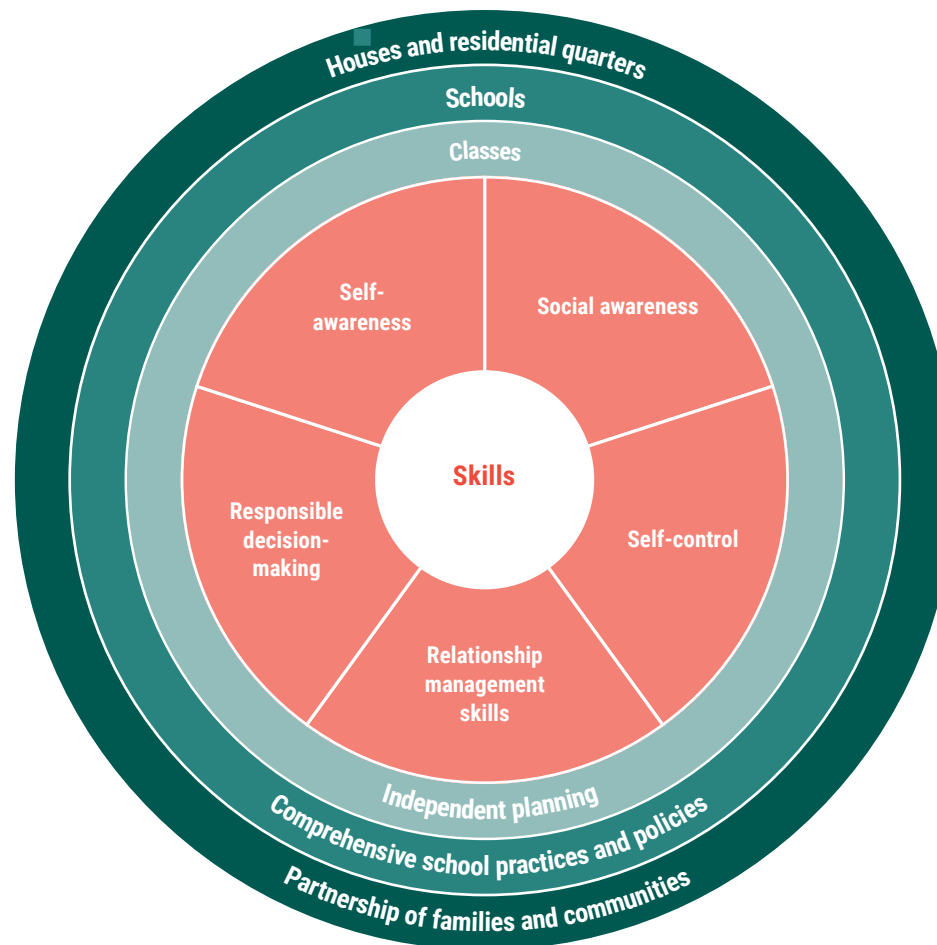 Houses and residential quarters
Schools
Classes
Self-
awareness
Social awareness
Skills
Responsible
decision-
making
Self-control
Relationship
management
skills
Independent planning
Comprehensive school practices and policies
Partnership of families and communities